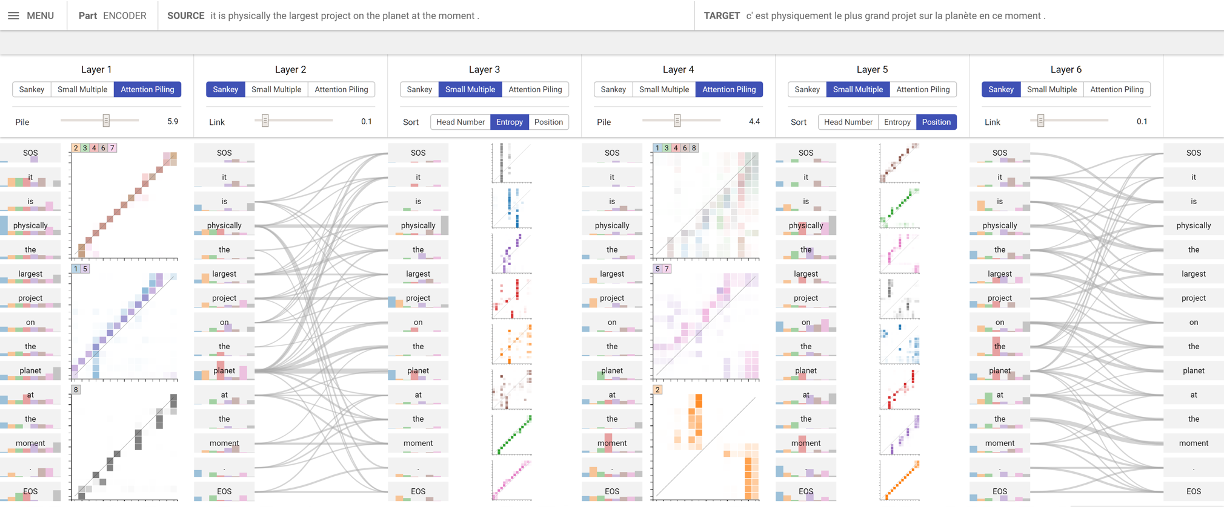 MENU Part ENCODER SOURCE it is physically the largest project on the planet at the moment . TARGET c' est physiquement le plus grand projet sur la planète en ce moment .
Layer 1 Layer 2 Layer 3 Layer 4 Layer 5 Layer 6
Sankey Small Multiple Attention Piling Sankey Small Multiple Attention Piling Sankey Small Multiple Attention Piling Sankey Small Multiple Attention Piling Sankey Small Multiple Attention Piling Sankey Small Multiple Attention Piling
Pile 5.9 Link 0.1 Sort Head Number Entropy Position Pile 4.4 Sort Head Number Entropy Position Link 0.1
2 3 4 6 7 1 3 4 6 8
SOS SOS SOS SOS SOS SOS SOS
it it it it it it it
is is is is is is is
physically physically physically physically physically physically physically
the the the the the the the
1 5 5 7
largest largest largest largest largest largest largest
project project project project project project project
on on on on on on on
the the the the the the the
planet planet planet planet planet planet planet
8 2
at at at at at at at
the the the the the the the
moment moment moment moment moment moment moment
. . . . . . .
EOS EOS EOS EOS EOS EOS EOS